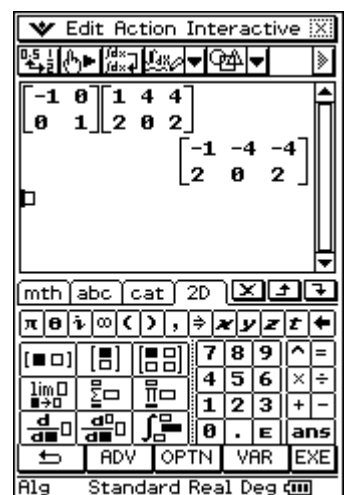 Edit Action Interactive
[-1 0] [1 4 4]
[0 1] [2 0 2]
[-1 -4 -4]
[2 0 2]
mth abc cat 2D
π θ i ∞ ( ) , ⇒ x y z t ←
7 8 9 ^ =
lim Σ Π 4 5 6 × ÷
1 2 3 + −
d/d d/d ∫ 0 . E ans
ADV OPTN VAR EXE
Alg Standard Real Deg